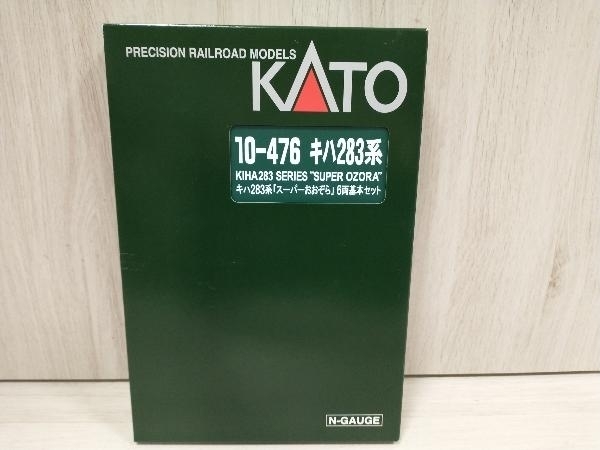 PRECISION RAILROAD MODELS
KATO
10-476 キハ283系
KIHA283 SERIES "SUPER OZORA"
キハ283系「スーパーおおぞら」6両基本セット
N-GAUGE